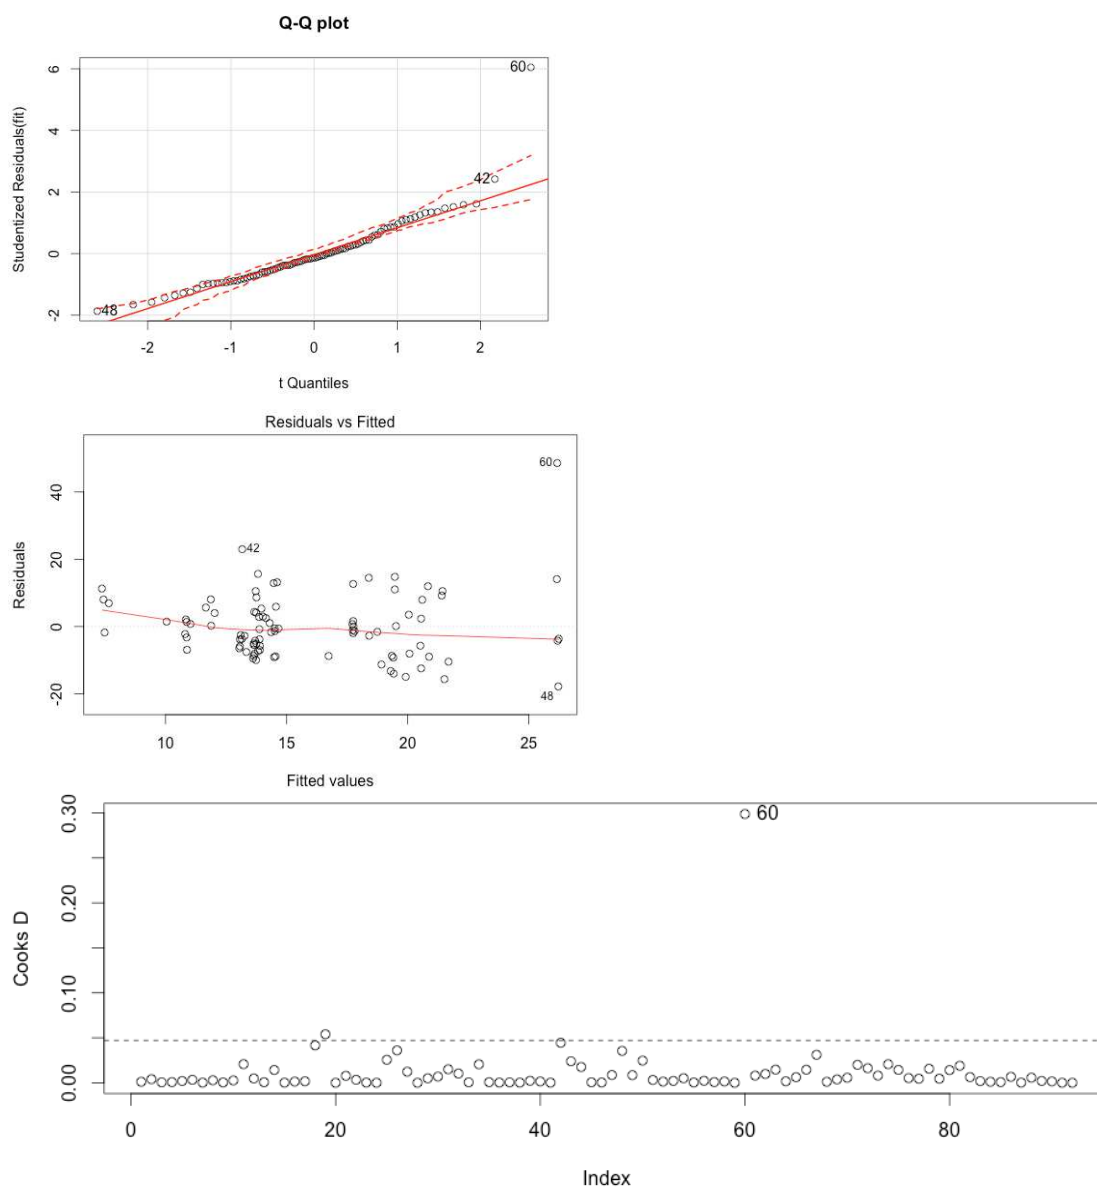 Q-Q plot
Studentized Residuals(fit)
6
4
2
0
-2
60
42
48
-2 -1 0 1 2
t Quantiles
Residuals vs Fitted
Residuals
40
20
0
-20
60
42
48
10 15 20 25
Fitted values
Cooks D
0.30
0.20
0.10
0.00
60
0 20 40 60 80
Index